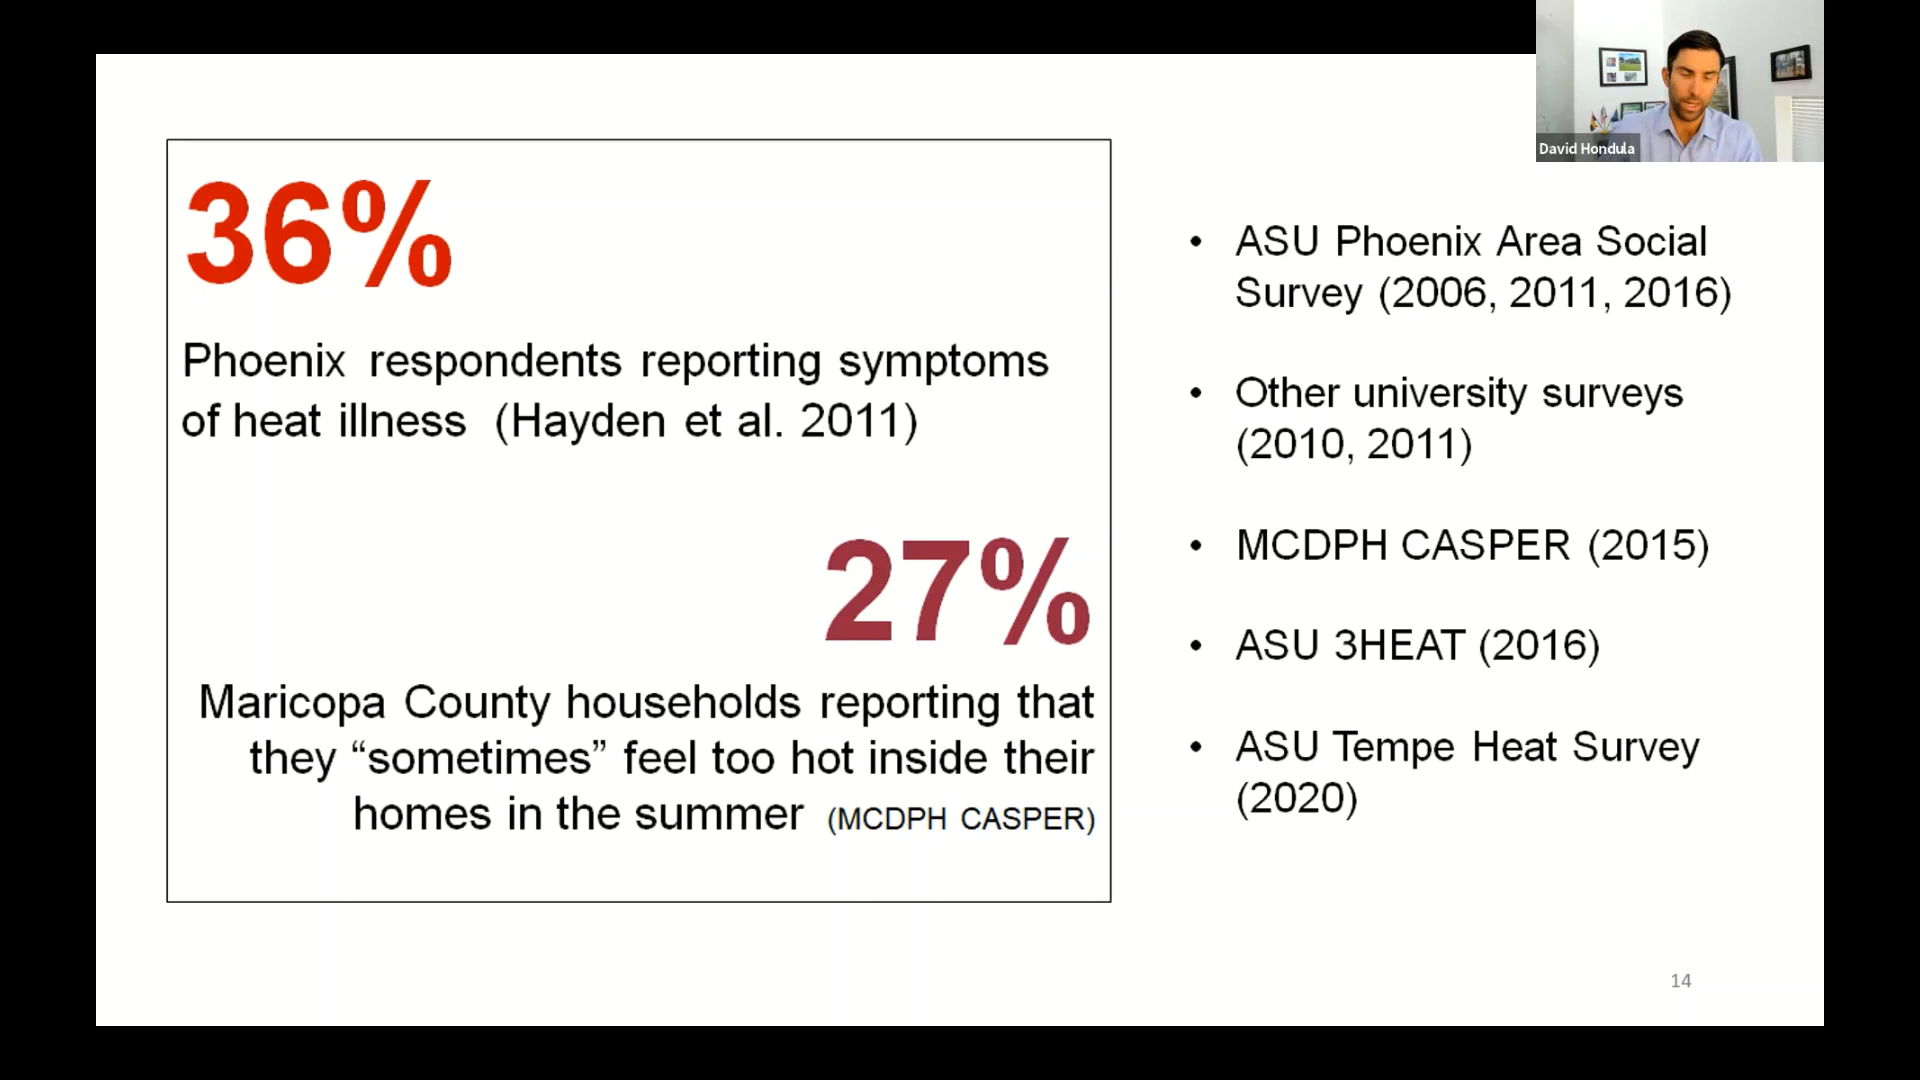 David Hondula
36%
Phoenix respondents reporting symptoms
of heat illness (Hayden et al. 2011)
27%
Maricopa County households reporting that
they “sometimes” feel too hot inside their
homes in the summer (MCDPH CASPER)
• ASU Phoenix Area Social
Survey (2006, 2011, 2016)
• Other university surveys
(2010, 2011)
• MCDPH CASPER (2015)
• ASU 3HEAT (2016)
• ASU Tempe Heat Survey
(2020)
14